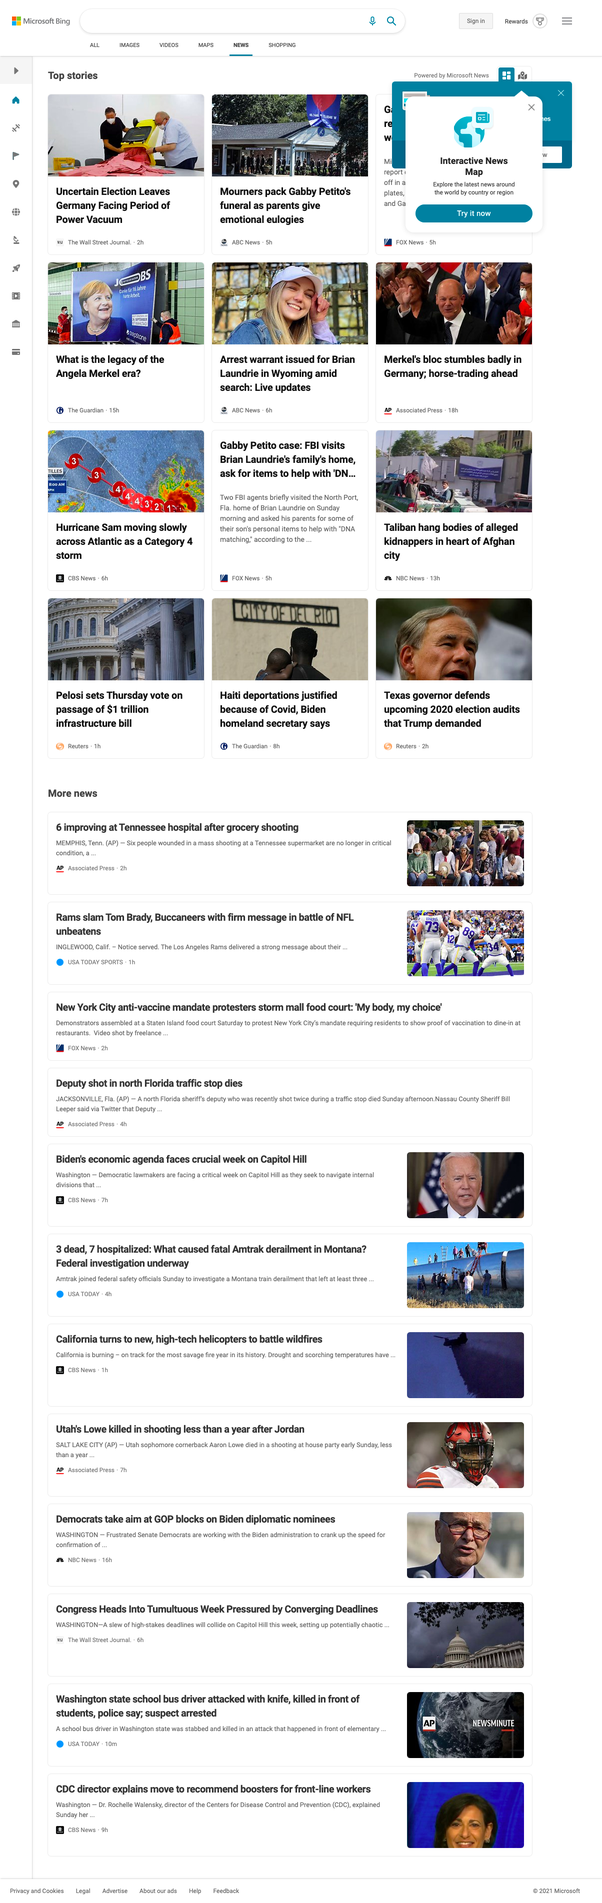 Microsoft Bing
Sign in
Rewards
ALL
IMAGES
VIDEOS
MAPS
NEWS
SHOPPING
Top stories
Powered by Microsoft News
Interactive News
Map
Explore the latest news around
the world by country or region
Try it now
Uncertain Election Leaves
Germany Facing Period of
Power Vacuum
The Wall Street Journal. · 2h
Mourners pack Gabby Petito's
funeral as parents give
emotional eulogies
ABC News · 5h
FOX News · 5h
What is the legacy of the
Angela Merkel era?
The Guardian · 15h
Arrest warrant issued for Brian
Laundrie in Wyoming amid
search: Live updates
ABC News · 6h
Merkel's bloc stumbles badly in
Germany; horse-trading ahead
AP Associated Press · 18h
Hurricane Sam moving slowly
across Atlantic as a Category 4
storm
CBS News · 6h
Gabby Petito case: FBI visits
Brian Laundrie's family's home,
ask for items to help with 'DN...
Two FBI agents briefly visited the North Port,
Fla. home of Brian Laundrie on Sunday
morning and asked his parents for some of
their son's personal items to help with "DNA
matching," according to the ...
FOX News · 5h
Taliban hang bodies of alleged
kidnappers in heart of Afghan
city
NBC News · 13h
Pelosi sets Thursday vote on
passage of $1 trillion
infrastructure bill
Reuters · 1h
CITY OF DEL RIO
Haiti deportations justified
because of Covid, Biden
homeland secretary says
The Guardian · 8h
Texas governor defends
upcoming 2020 election audits
that Trump demanded
Reuters · 2h
More news
6 improving at Tennessee hospital after grocery shooting
MEMPHIS, Tenn. (AP) — Six people wounded in a mass shooting at a Tennessee supermarket are no longer in critical
condition, a ...
AP Associated Press · 2h
Rams slam Tom Brady, Buccaneers with firm message in battle of NFL
unbeatens
INGLEWOOD, Calif. – Notice served. The Los Angeles Rams delivered a strong message about their ...
USA TODAY SPORTS · 1h
New York City anti-vaccine mandate protesters storm mall food court: 'My body, my choice'
Demonstrators assembled at a Staten Island food court Saturday to protest New York City's mandate requiring residents to show proof of vaccination to dine-in at
restaurants. Video shot by freelance ...
FOX News · 2h
Deputy shot in north Florida traffic stop dies
JACKSONVILLE, Fla. (AP) — A north Florida sheriff's deputy who was recently shot twice during a traffic stop died Sunday afternoon.Nassau County Sheriff Bill
Leeper said via Twitter that Deputy ...
AP Associated Press · 4h
Biden's economic agenda faces crucial week on Capitol Hill
Washington — Democratic lawmakers are facing a critical week on Capitol Hill as they seek to navigate internal
divisions that ...
CBS News · 7h
3 dead, 7 hospitalized: What caused fatal Amtrak derailment in Montana?
Federal investigation underway
Amtrak joined federal safety officials Sunday to investigate a Montana train derailment that left at least three ...
USA TODAY · 4h
California turns to new, high-tech helicopters to battle wildfires
California is burning – on track for the most savage fire year in its history. Drought and scorching temperatures have ...
CBS News · 1h
Utah's Lowe killed in shooting less than a year after Jordan
SALT LAKE CITY (AP) — Utah sophomore cornerback Aaron Lowe died in a shooting at house party early Sunday, less
than a year ...
AP Associated Press · 7h
Democrats take aim at GOP blocks on Biden diplomatic nominees
WASHINGTON — Frustrated Senate Democrats are working with the Biden administration to crank up the speed for
confirmation of ...
NBC News · 16h
Congress Heads Into Tumultuous Week Pressured by Converging Deadlines
WASHINGTON—A slew of high-stakes deadlines will collide on Capitol Hill this week, setting up potentially chaotic ...
The Wall Street Journal. · 6h
Washington state school bus driver attacked with knife, killed in front of
students, police say; suspect arrested
A school bus driver in Washington state was stabbed and killed in an attack that happened in front of elementary ...
USA TODAY · 10m
AP NEWSMINUTE
CDC director explains move to recommend boosters for front-line workers
Washington — Dr. Rochelle Walensky, director of the Centers for Disease Control and Prevention (CDC), explained
Sunday her ...
CBS News · 9h
Privacy and Cookies
Legal
Advertise
About our ads
Help
Feedback
© 2021 Microsoft